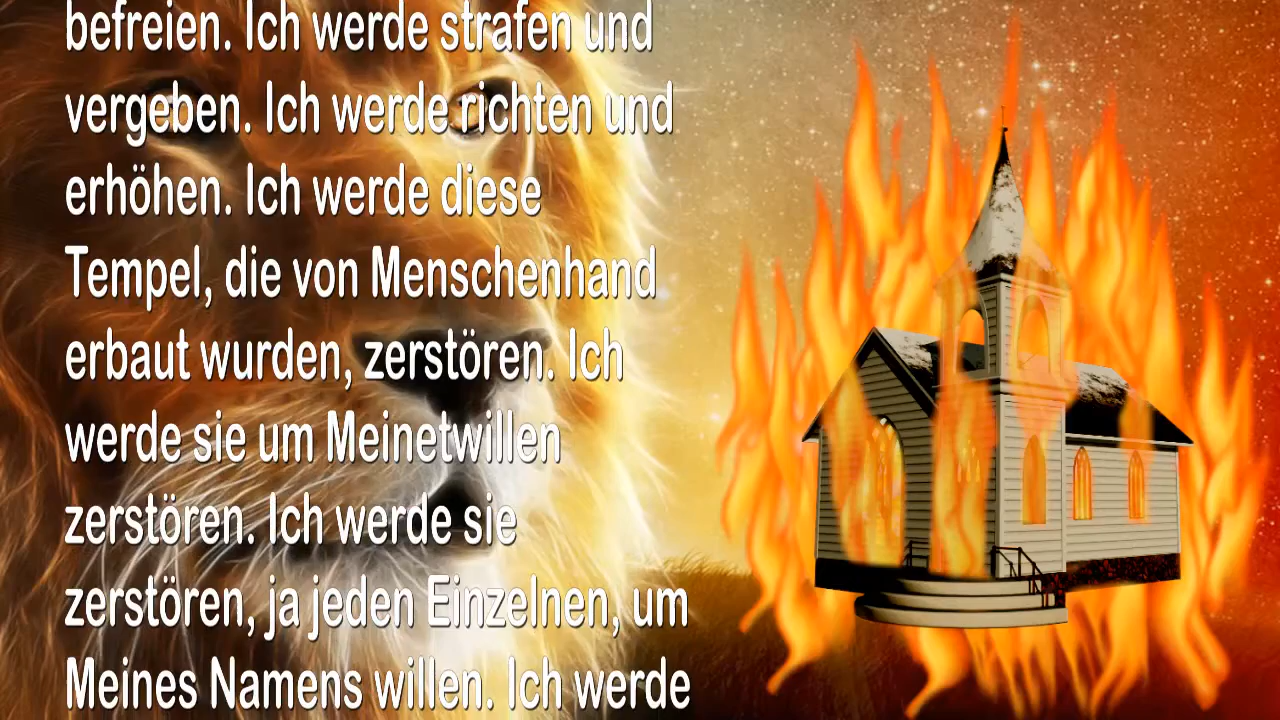 befreien. Ich werde strafen und
vergeben. Ich werde richten und
erhöhen. Ich werde diese
Tempel, die von Menschenhand
erbaut wurden, zerstören. Ich
werde sie um Meinetwillen
zerstören. Ich werde sie
zerstören, ja jeden Einzelnen, um
Meines Namens willen. Ich werde